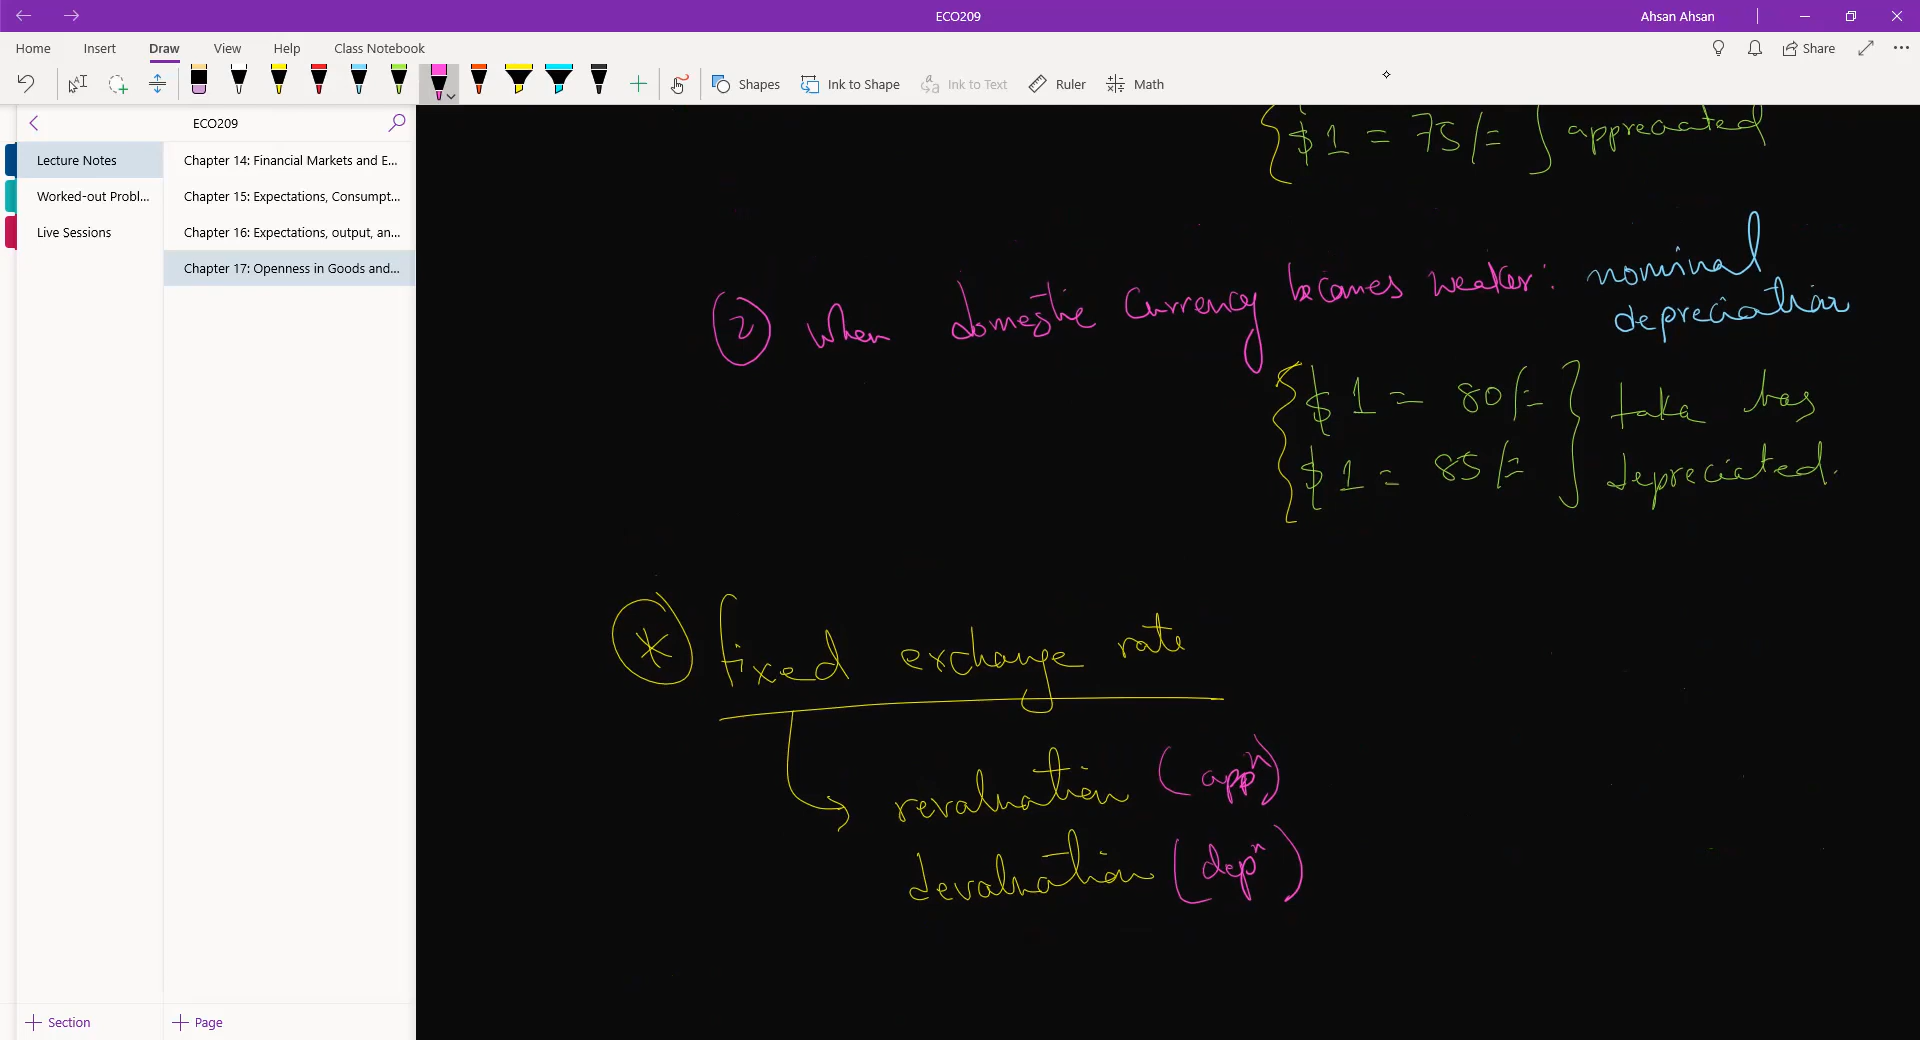 ECO209
Ahsan Ahsan
Home Insert Draw View Help Class Notebook
Share
Shapes Ink to Shape Ink to Text Ruler Math
ECO209
Lecture Notes
Worked-out Probl...
Live Sessions
Chapter 14: Financial Markets and E...
Chapter 15: Expectations, Consumpt...
Chapter 16: Expectations, output, an...
Chapter 17: Openness in Goods and...
{$1 = 75/=} appreciated
② When domestic currency becomes weaker: nominal
depreciation
{$1 = 80/=} taka has
$1 = 85/= depreciated.
* fixed exchange rate
revaluation (appⁿ)
devaluation (depⁿ)
+ Section
+ Page